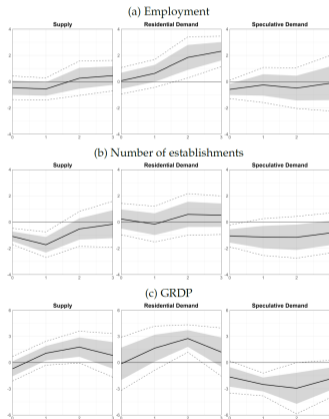 (a) Employment
Supply Residential Demand Speculative Demand
(b) Number of establishments
Supply Residential Demand Speculative Demand
(c) GRDP
Supply Residential Demand Speculative Demand